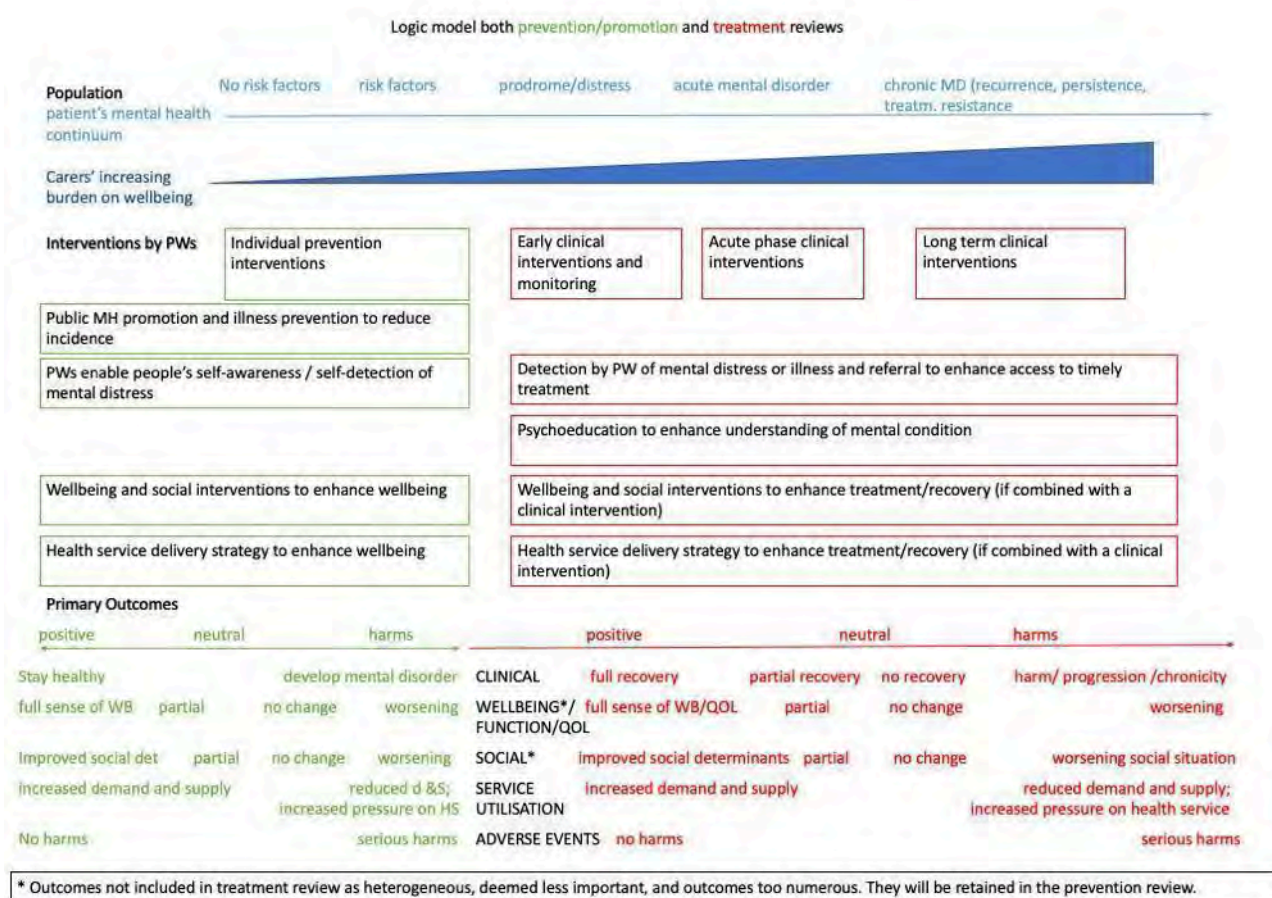 Logic model both prevention/promotion and treatment reviews
No risk factors risk factors prodrome/distress acute mental disorder chronic MD (recurrence, persistence,
treatm. resistance
Population
patient's mental health
continuum
Carers' increasing
burden on wellbeing
Interventions by PWs
Individual prevention
interventions
Early clinical
interventions and
monitoring
Acute phase clinical
interventions
Long term clinical
interventions
Public MH promotion and illness prevention to reduce
incidence
PWs enable people's self-awareness / self-detection of
mental distress
Detection by PW of mental distress or illness and referral to enhance access to timely
treatment
Psychoeducation to enhance understanding of mental condition
Wellbeing and social interventions to enhance wellbeing
Wellbeing and social interventions to enhance treatment/recovery (if combined with a
clinical intervention)
Health service delivery strategy to enhance wellbeing
Health service delivery strategy to enhance treatment/recovery (if combined with a clinical
intervention)
Primary Outcomes
positive neutral harms positive neutral harms
Stay healthy develop mental disorder CLINICAL full recovery partial recovery no recovery harm/ progression /chronicity
full sense of WB partial no change worsening WELLBEING*/ full sense of WB/QOL partial no change worsening
FUNCTION/QOL
Improved social det partial no change worsening SOCIAL* improved social determinants partial no change worsening social situation
increased demand and supply reduced d &S; SERVICE increased demand and supply reduced demand and supply;
increased pressure on HS UTILISATION increased pressure on health service
No harms serious harms ADVERSE EVENTS no harms serious harms
* Outcomes not included in treatment review as heterogeneous, deemed less important, and outcomes too numerous. They will be retained in the prevention review.